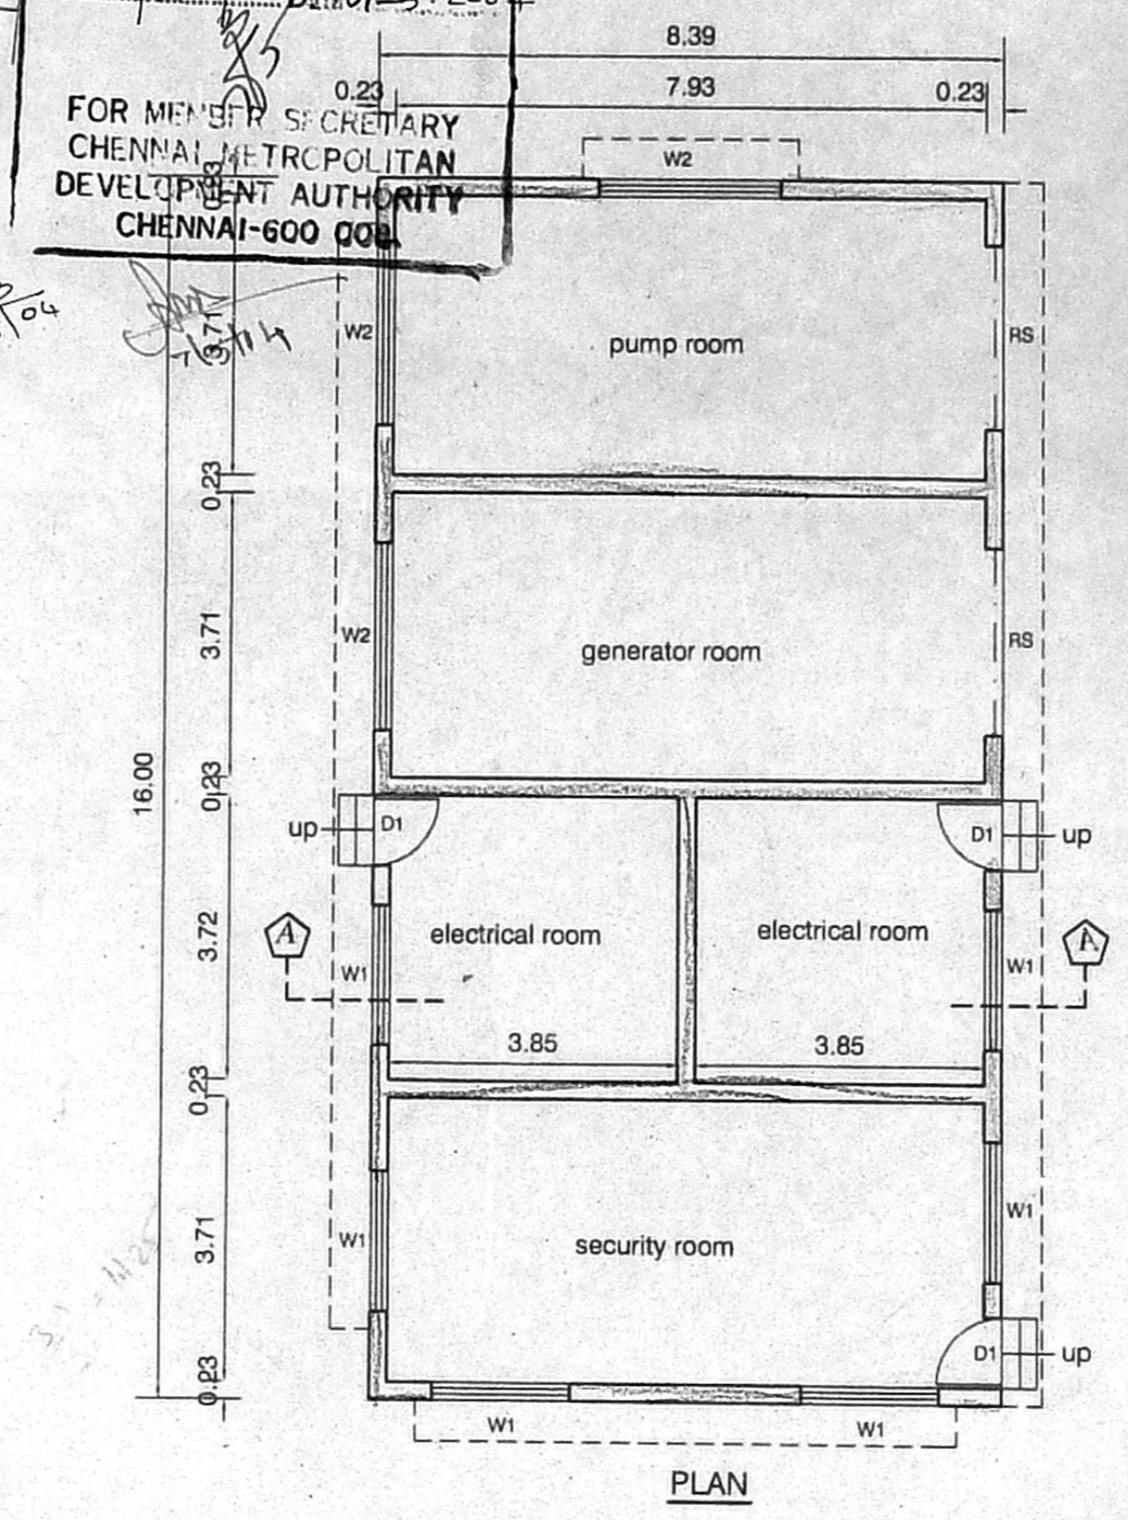 8.39
0.23 7.93 0.23
FOR MEMBER SECRETARY
CHENNAI METROPOLITAN
DEVELOPMENT AUTHORITY
CHENNAI-600 008.
W2
04
3.71
W2
pump room
RS
0.23
3.71
W2
generator room
RS
16.00
0.23
up
D1
D1
up
3.72
A
electrical room
electrical room
A
W1
W1
3.85
3.85
0.23
3.71
W1
security room
W1
0.23
D1
up
W1
W1
PLAN